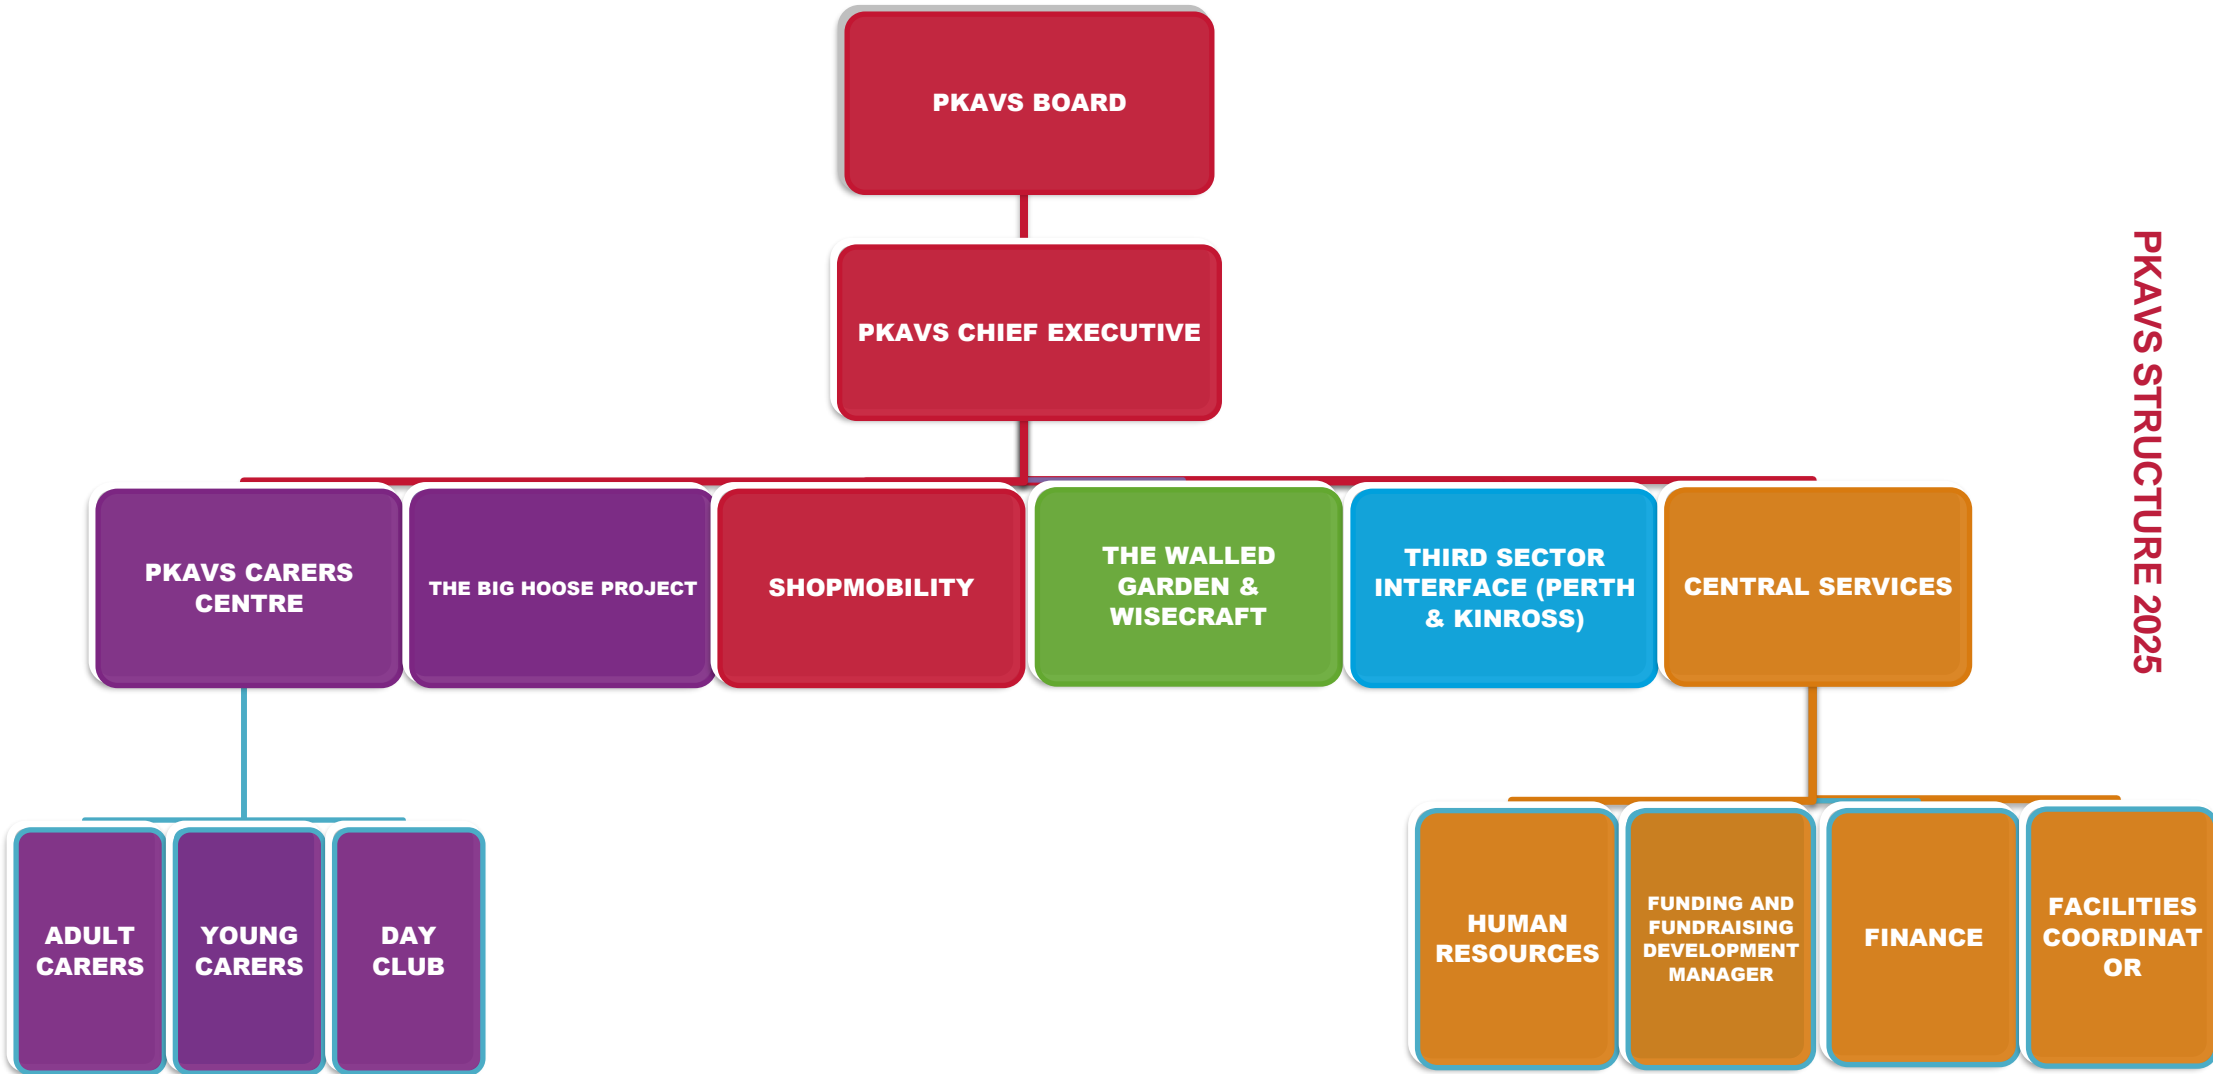 PKAVS BOARD
PKAVS CHIEF EXECUTIVE
PKAVS STRUCTURE 2025
PKAVS CARERS
CENTRE
THE BIG HOOSE PROJECT
SHOPMOBILITY
THE WALLED
GARDEN &
WISECRAFT
THIRD SECTOR
INTERFACE (PERTH
& KINROSS)
CENTRAL SERVICES
ADULT
CARERS
YOUNG
CARERS
DAY
CLUB
HUMAN
RESOURCES
FUNDING AND
FUNDRAISING
DEVELOPMENT
MANAGER
FINANCE
FACILITIES
COORDINAT
OR